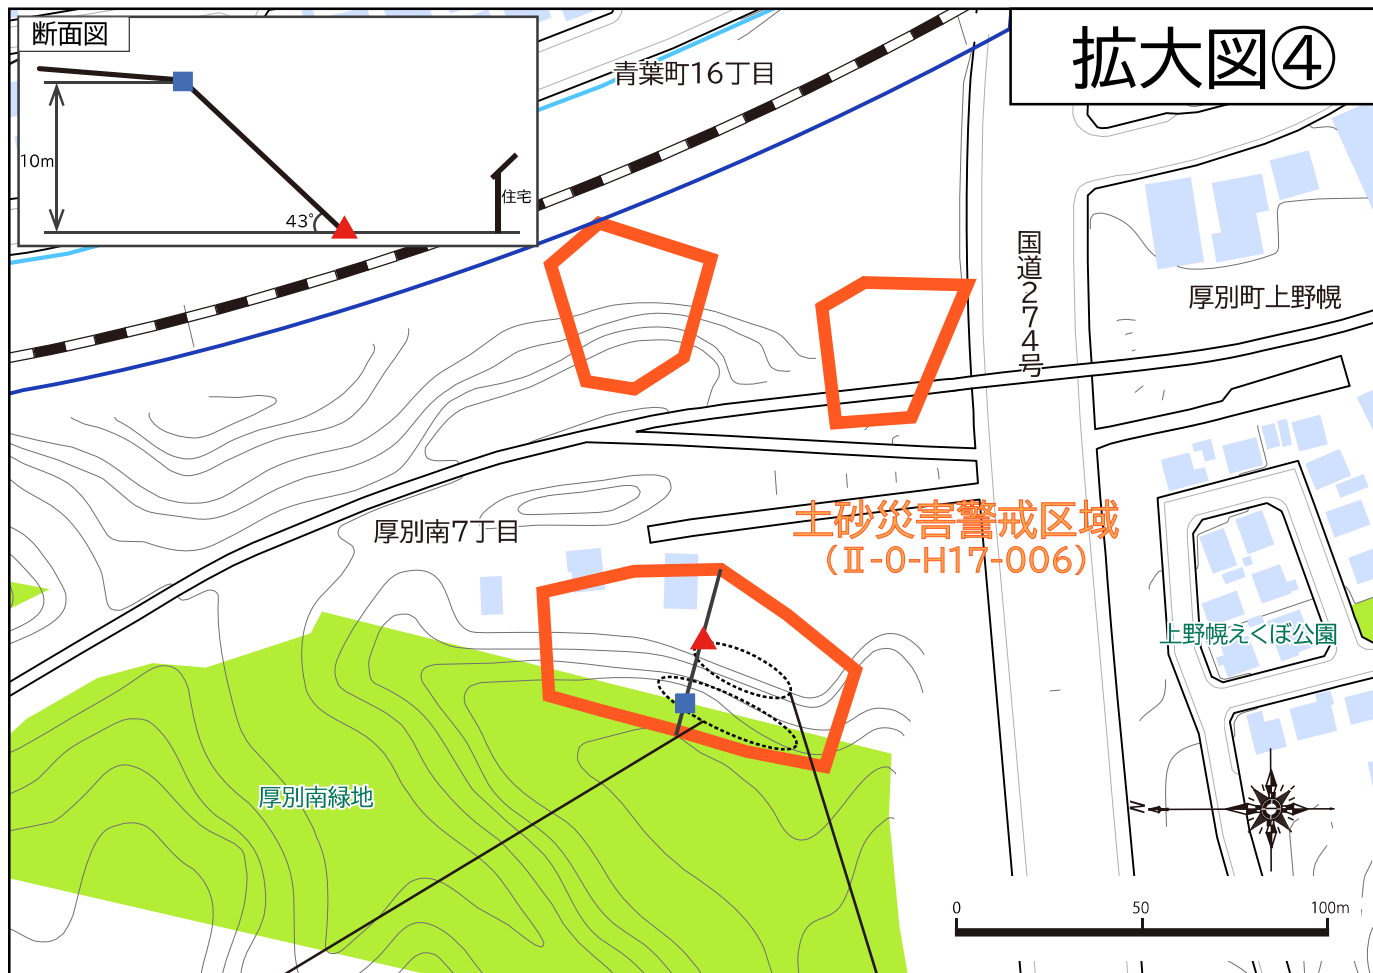 断面図
10m
43°
住宅
拡大図④
青葉町16丁目
国道274号
厚別町上野幌
厚別南7丁目
土砂災害警戒区域
(Ⅱ-0-H17-006)
上野幌えくぼ公園
厚別南緑地
N
0 50 100m